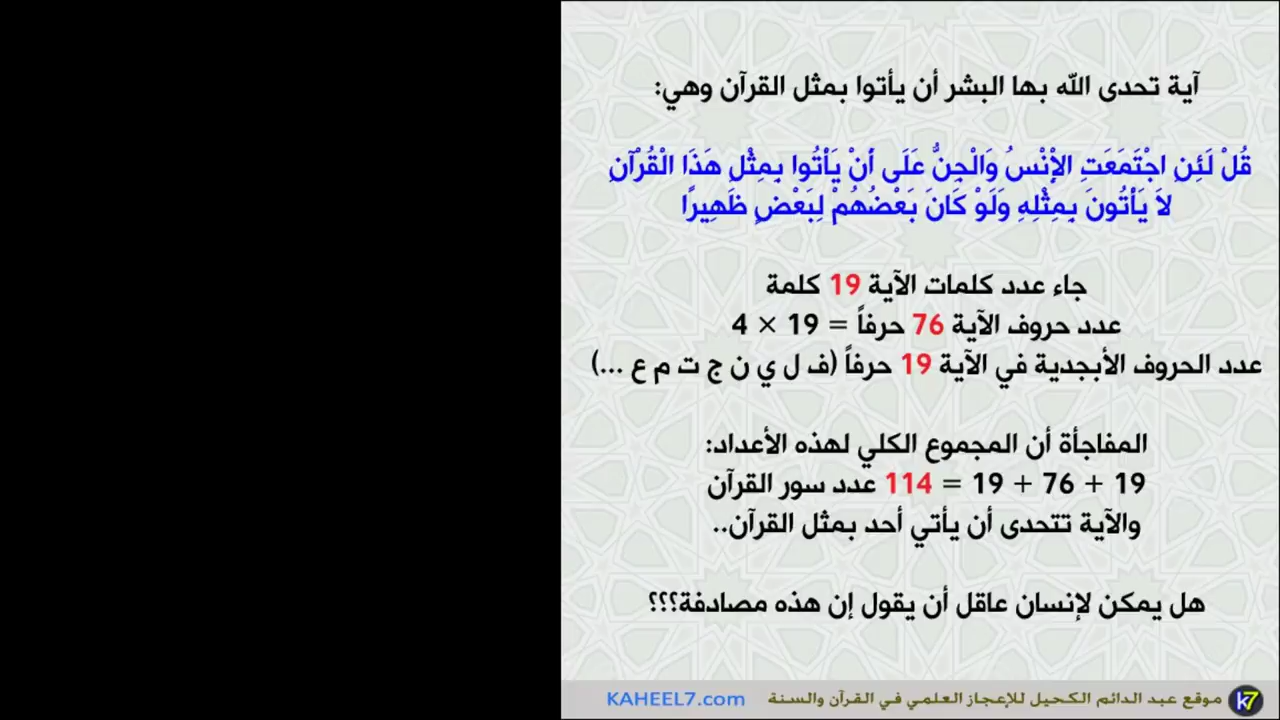 آية تحدى الله بها البشر أن يأتوا بمثل القرآن وهي:
قُلْ لَئِنِ اجْتَمَعَتِ الإِنْسُ وَالْجِنُّ عَلَى أَنْ يَأْتُوا بِمِثْلِ هَذَا الْقُرْآنِ
لاَ يَأْتُونَ بِمِثْلِهِ وَلَوْ كَانَ بَعْضُهُمْ لِبَعْضٍ ظَهِيرًا
جاء عدد كلمات الآية 19 كلمة
عدد حروف الآية 76 حرفاً = 19 × 4
عدد الحروف الأبجدية في الآية 19 حرفاً (ف ل ي ن ج ت م ع ...)
المفاجأة أن المجموع الكلي لهذه الأعداد:
19 + 76 + 19 = 114 عدد سور القرآن
والآية تتحدى أن يأتي أحد بمثل القرآن..
هل يمكن لإنسان عاقل أن يقول إن هذه مصادفة؟؟؟
k7 موقع عبد الدائم الكحيل للإعجاز العلمي في القرآن والسنة KAHEEL7.com